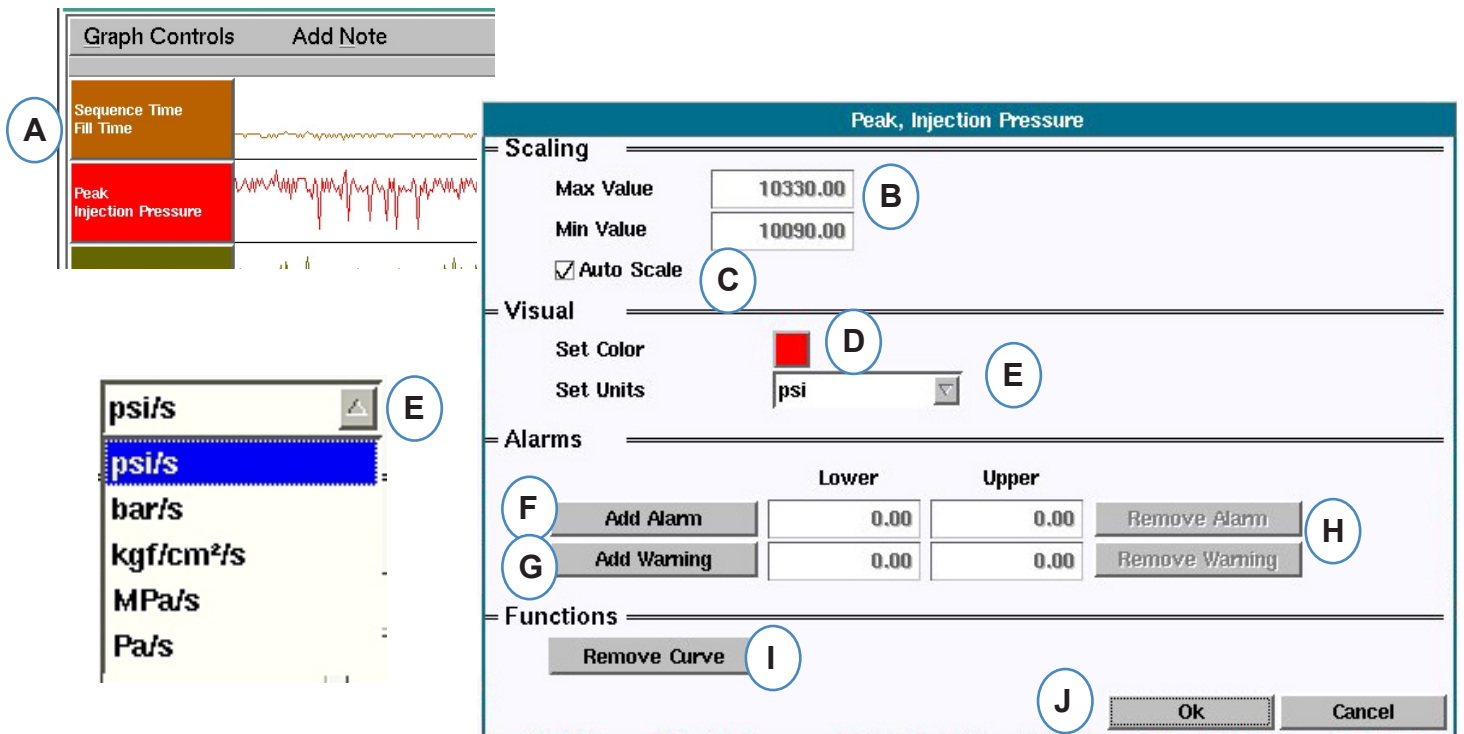 Graph Controls Add Note
A
Sequence Time
Fill Time
Peak
Injection Pressure
Peak, Injection Pressure
Scaling
Max Value 10330.00 B
Min Value 10090.00
Auto Scale C
Visual
Set Color D
Set Units psi E
Alarms
Lower Upper
F Add Alarm 0.00 0.00 Remove Alarm H
G Add Warning 0.00 0.00 Remove Warning
Functions
Remove Curve I
J Ok Cancel
psi/s E
psi/s
bar/s
kgf/cm²/s
MPa/s
Pa/s